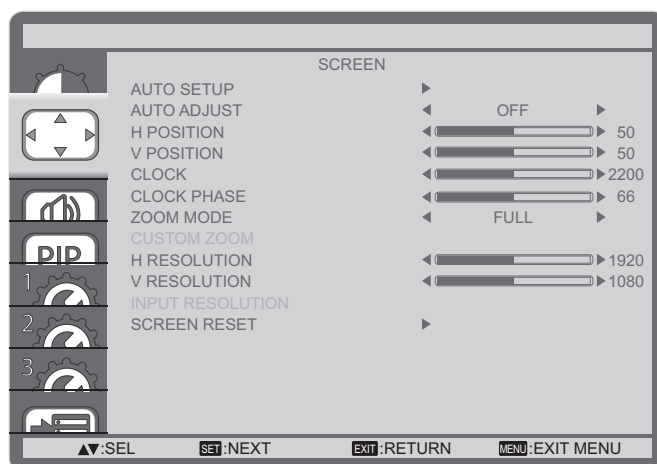 SCREEN
AUTO SETUP
AUTO ADJUST OFF
H POSITION 50
V POSITION 50
CLOCK 2200
CLOCK PHASE 66
ZOOM MODE FULL
CUSTOM ZOOM
H RESOLUTION 1920
V RESOLUTION 1080
INPUT RESOLUTION
SCREEN RESET
PIP
1
2
3
▲▼:SEL SET:NEXT EXIT:RETURN MENU:EXIT MENU